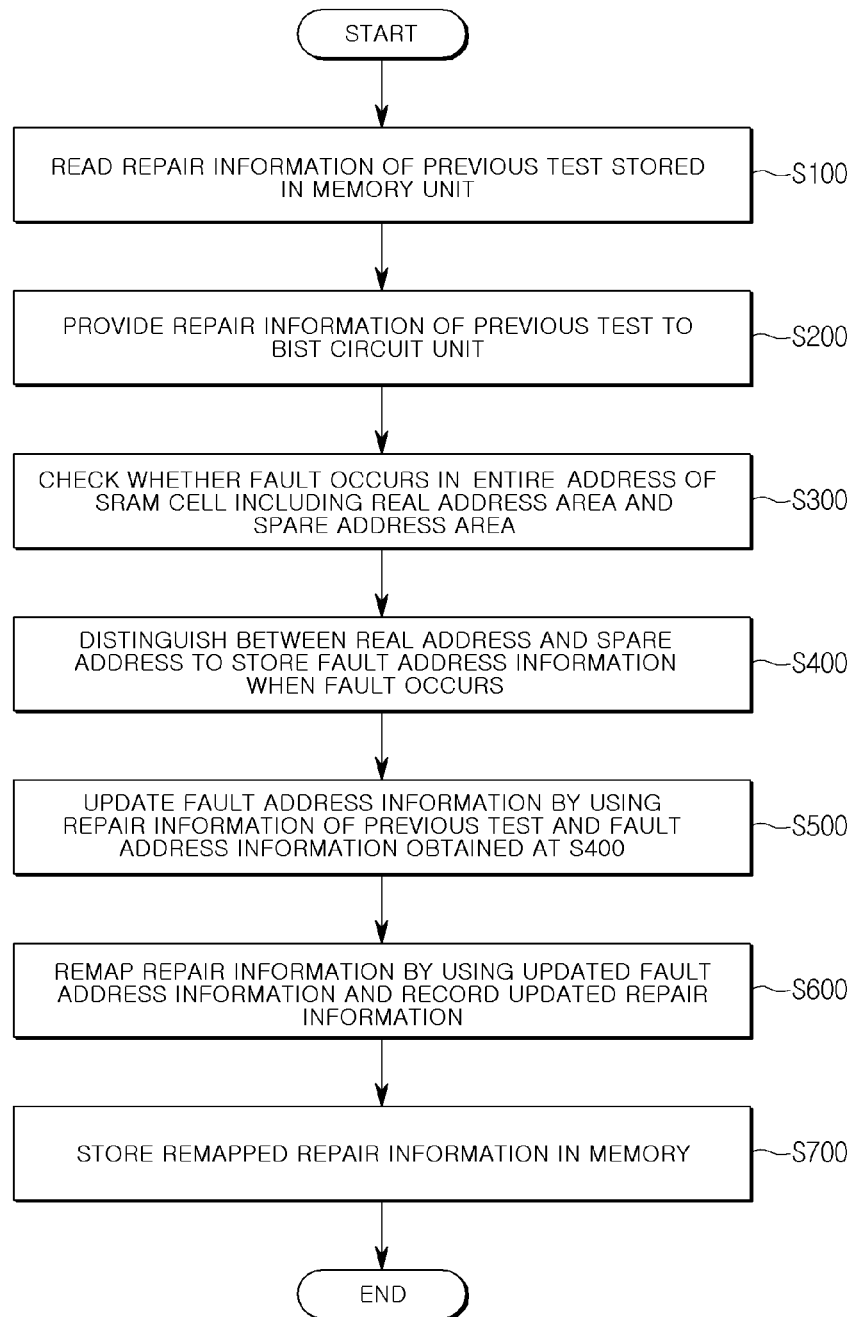 START
READ REPAIR INFORMATION OF PREVIOUS TEST STORED
IN MEMORY UNIT
S100
PROVIDE REPAIR INFORMATION OF PREVIOUS TEST TO
BIST CIRCUIT UNIT
S200
CHECK WHETHER FAULT OCCURS IN ENTIRE ADDRESS OF
SRAM CELL INCLUDING REAL ADDRESS AREA AND
SPARE ADDRESS AREA
S300
DISTINGUISH BETWEEN REAL ADDRESS AND SPARE
ADDRESS TO STORE FAULT ADDRESS INFORMATION
WHEN FAULT OCCURS
S400
UPDATE FAULT ADDRESS INFORMATION BY USING
REPAIR INFORMATION OF PREVIOUS TEST AND FAULT
ADDRESS INFORMATION OBTAINED AT S400
S500
REMAP REPAIR INFORMATION BY USING UPDATED FAULT
ADDRESS INFORMATION AND RECORD UPDATED REPAIR
INFORMATION
S600
STORE REMAPPED REPAIR INFORMATION IN MEMORY
S700
END